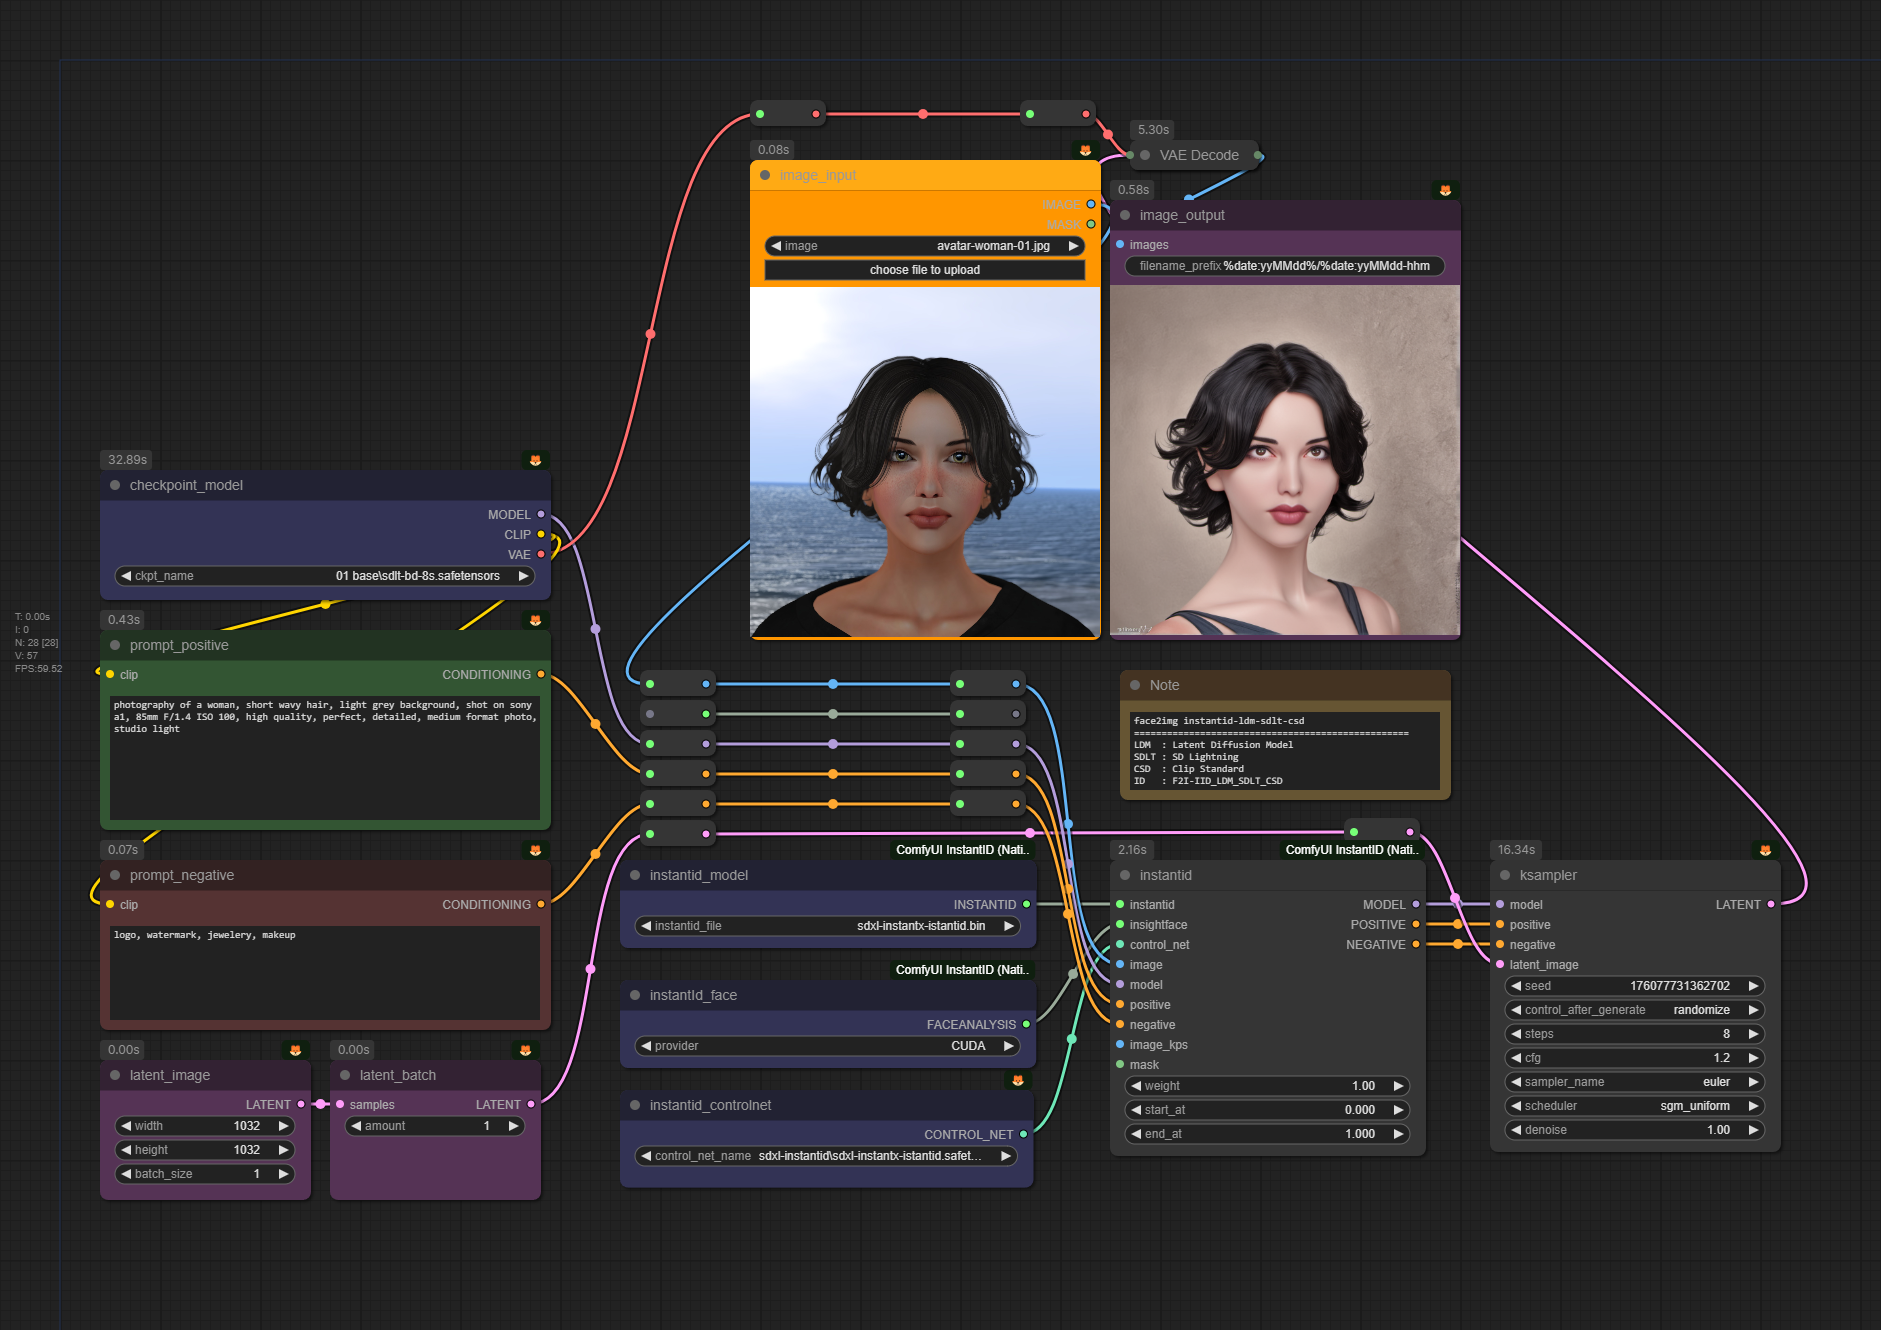 5.30s
VAE Decode
0.08s
image_input
IMAGE
MASK
image avatar-woman-01.jpg
choose file to upload
0.58s
image_output
images
filename_prefix %date:yyMMdd%/%date:yyMMdd-hhm
32.89s
checkpoint_model
MODEL
CLIP
VAE
ckpt_name 01 base\sdlt-bd-8s.safetensors
T: 0.00s
I: 0
N: 28 [28]
V: 57
FPS:59.52
0.43s
prompt_positive
clip CONDITIONING
photography of a woman, short wavy hair, light grey background, shot on sony
a1, 85mm F/1.4 ISO 100, high quality, perfect, detailed, medium format photo,
studio light
0.07s
prompt_negative
clip CONDITIONING
logo, watermark, jewelery, makeup
0.00s
latent_image
LATENT
width 1032
height 1032
batch_size 1
0.00s
latent_batch
samples LATENT
amount 1
Note
face2img instantid-ldm-sdlt-csd
===============================================
LDM : Latent Diffusion Model
SDLT : SD Lightning
CSD : Clip Standard
ID : F2I-IID_LDM_SDLT_CSD
ComfyUI InstantID (Nati..
instantid_model
INSTANTID
instantid_file sdxl-instantx-istantid.bin
ComfyUI InstantID (Nati..
instantId_face
FACEANALYSIS
provider CUDA
instantid_controlnet
CONTROL_NET
control_net_name sdxl-instantid\sdxl-instantx-istantid.safet...
2.16s
ComfyUI InstantID (Nati..
instantid
instantid MODEL
insightface POSITIVE
control_net NEGATIVE
image
model
positive
negative
image_kps
mask
weight 1.00
start_at 0.000
end_at 1.000
16.34s
ksampler
model LATENT
positive
negative
latent_image
seed 176077731362702
control_after_generate randomize
steps 8
cfg 1.2
sampler_name euler
scheduler sgm_uniform
denoise 1.00